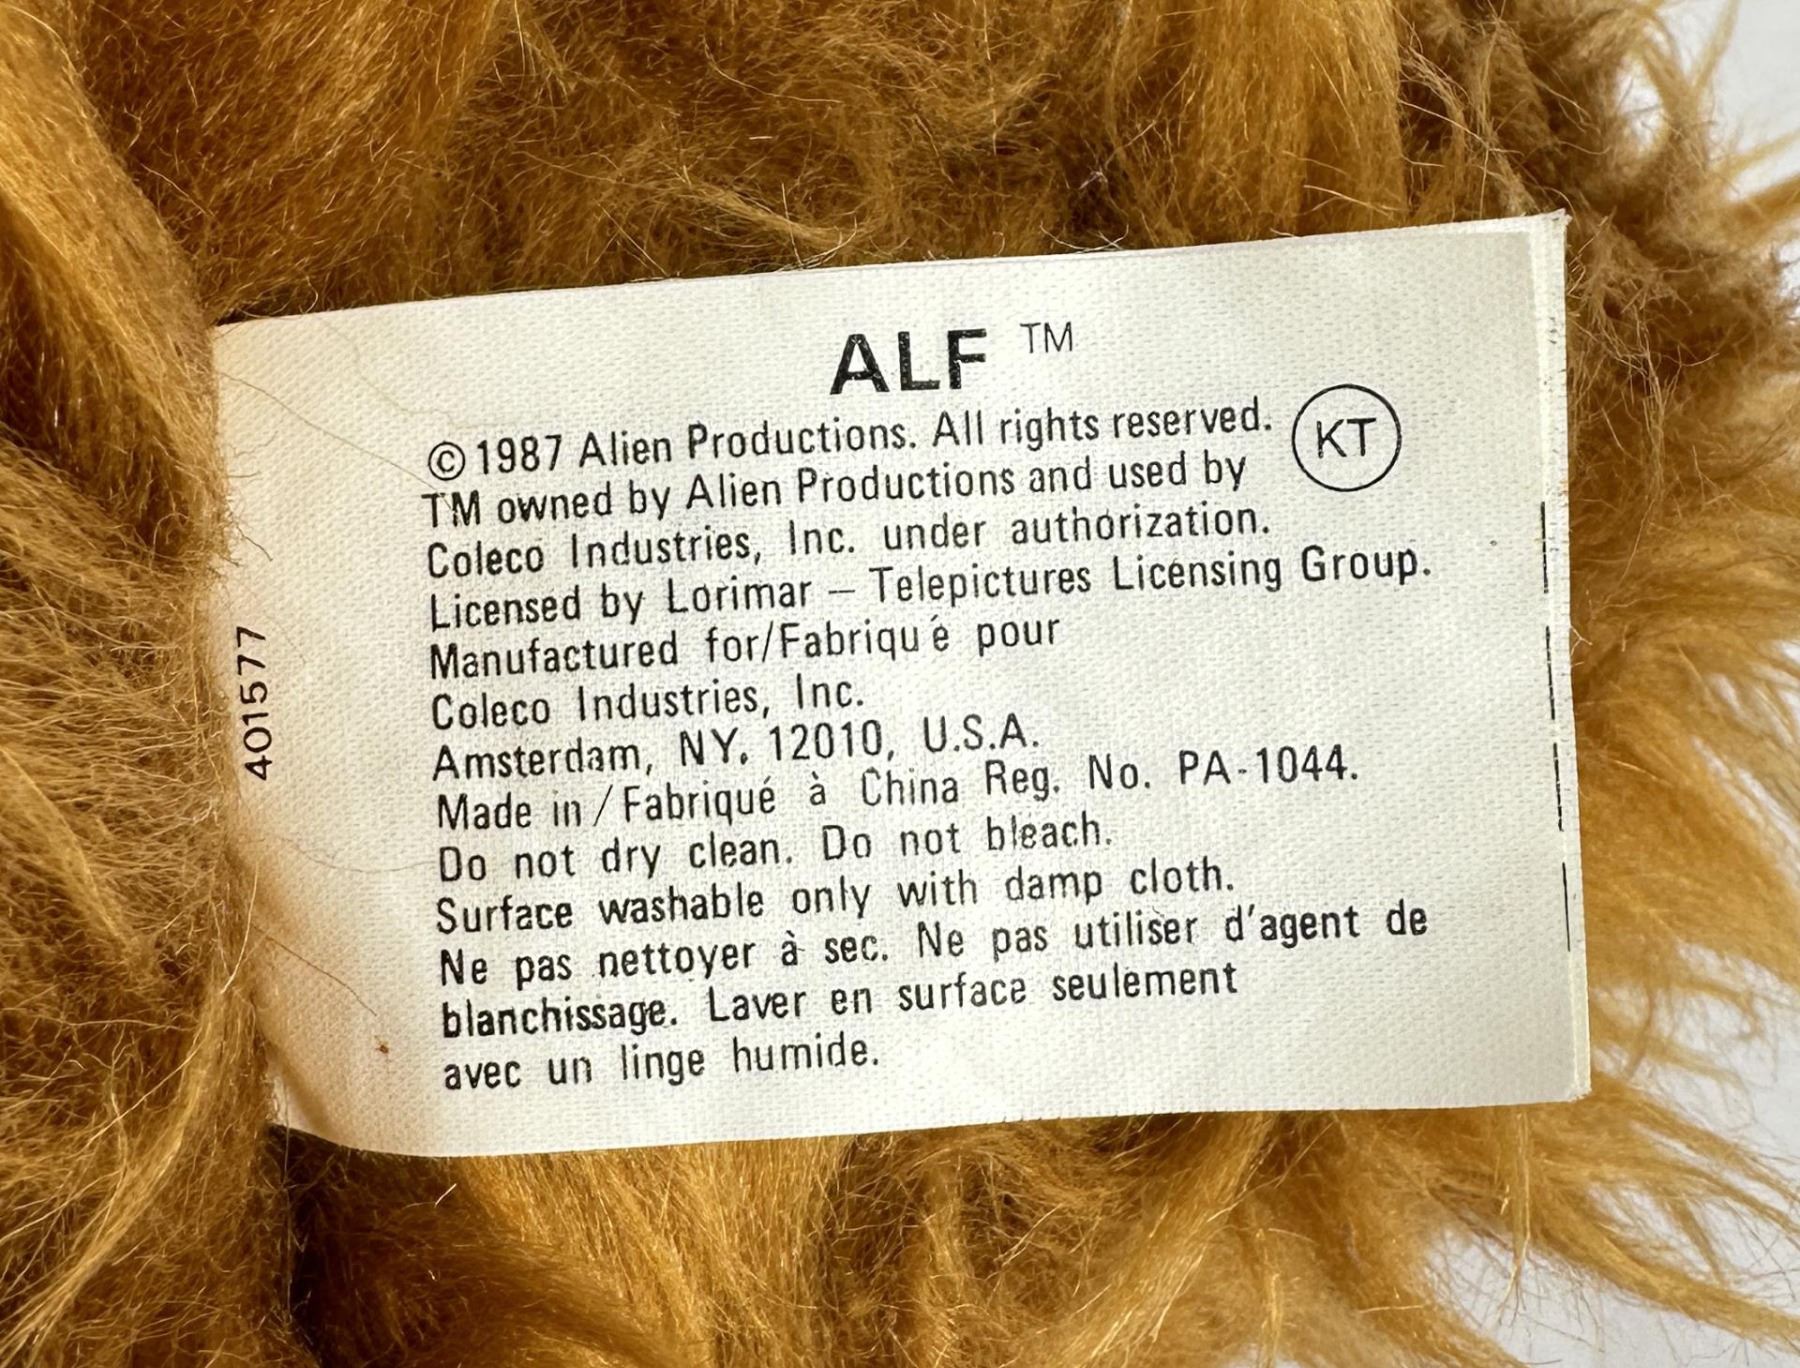 ALF ™
©1987 Alien Productions. All rights reserved.
KT
TM owned by Alien Productions and used by
Coleco Industries, Inc. under authorization.
Licensed by Lorimar – Telepictures Licensing Group.
Manufactured for/Fabriqué pour
Coleco Industries, Inc.
Amsterdam, NY. 12010, U.S.A.
Made in / Fabriqué à China Reg. No. PA-1044.
Do not dry clean. Do not bleach.
Surface washable only with damp cloth.
Ne pas nettoyer à sec. Ne pas utiliser d'agent de
blanchissage. Laver en surface seulement
avec un linge humide.
401577